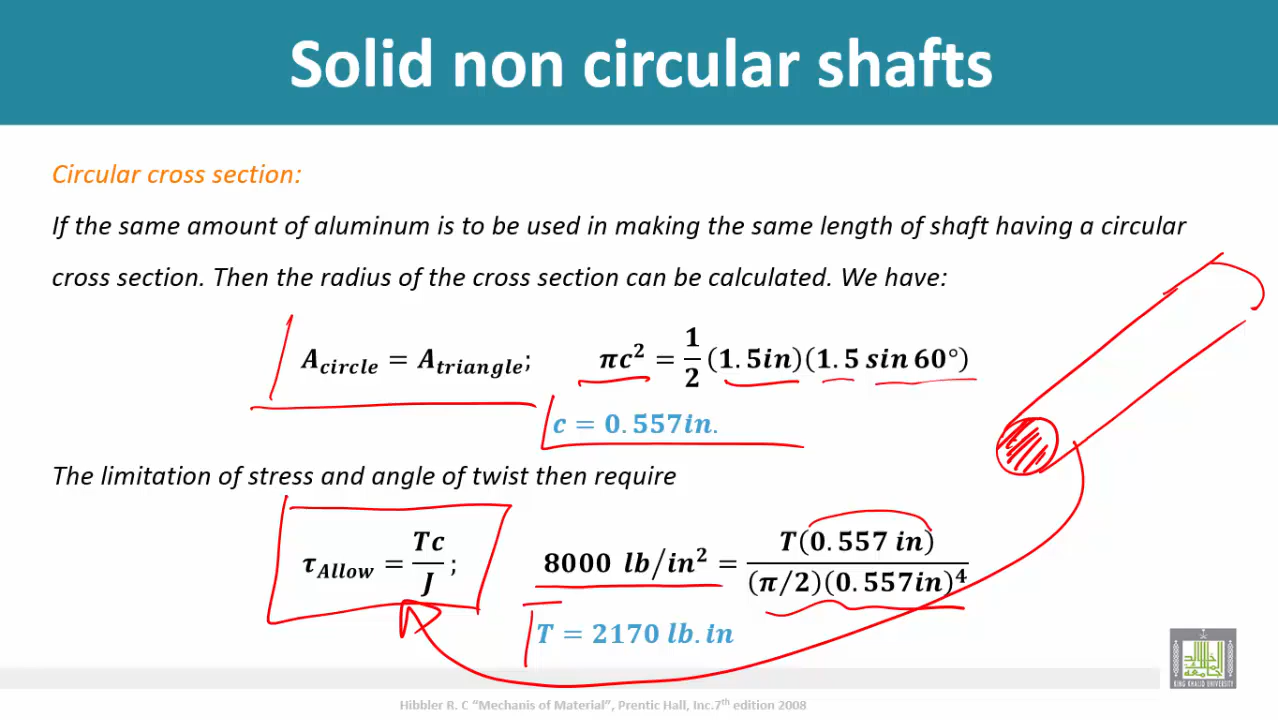 Solid non circular shafts
Circular cross section:
If the same amount of aluminum is to be used in making the same length of shaft having a circular
cross section. Then the radius of the cross section can be calculated. We have:
A_circle = A_triangle; πc² = 1/2 (1.5in)(1.5 sin 60°)
c = 0.557in.
The limitation of stress and angle of twist then require
τ_Allow = Tc/J; 8000 lb/in² = T(0.557 in)/(π/2)(0.557in)⁴
T = 2170 lb.in
KING KHALID UNIVERSITY
Hibbler R. C “Mechanis of Material”, Prentic Hall, Inc.7th edition 2008